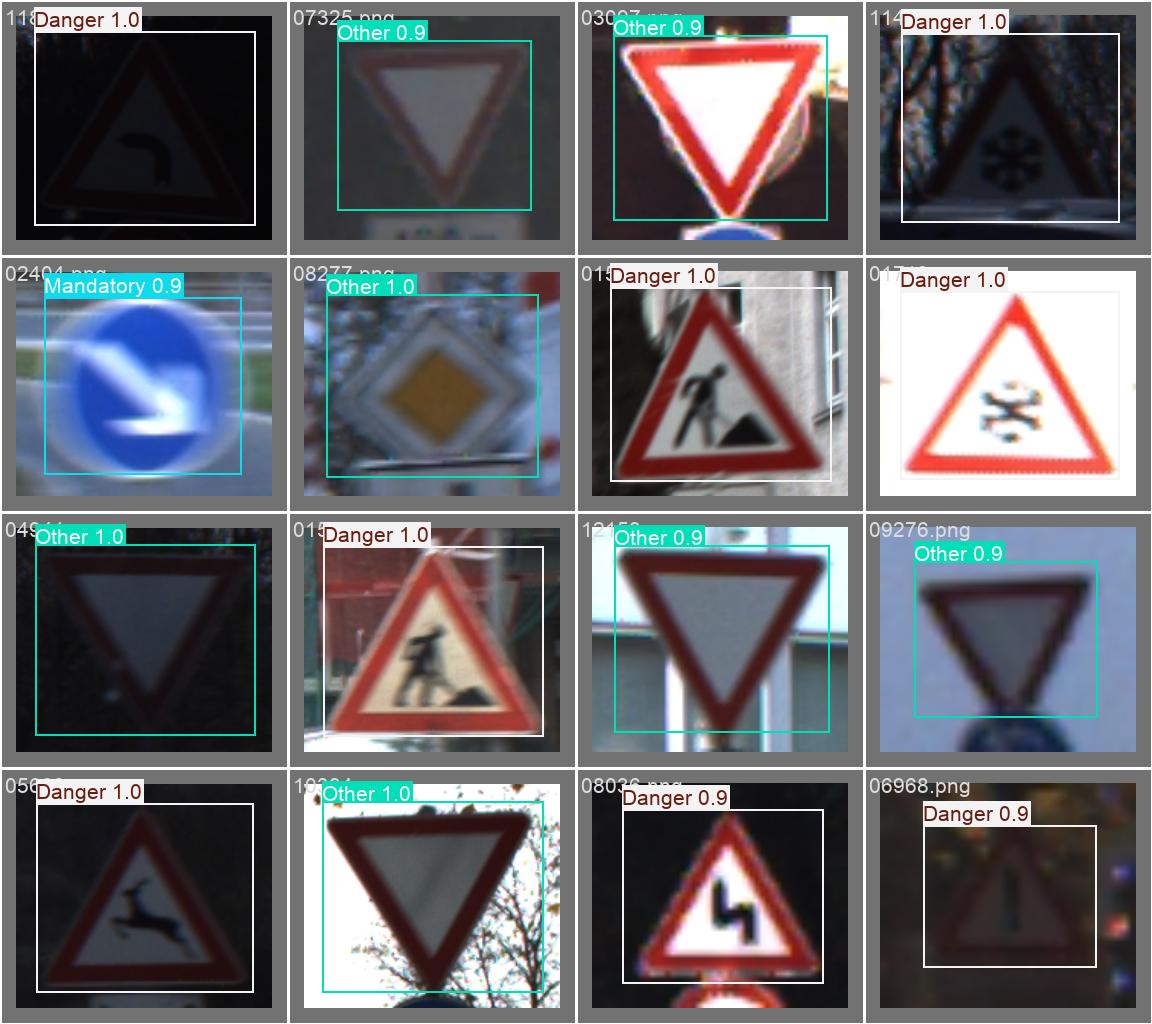 Danger 1.0
07325.png
Other 0.9
Other 0.9
Danger 1.0
02404.png
Mandatory 0.9
08277.png
Other 1.0
Danger 1.0
Danger 1.0
Other 1.0
Danger 1.0
Other 0.9
09276.png
Other 0.9
Danger 1.0
Other 1.0
08036.png
Danger 0.9
06968.png
Danger 0.9